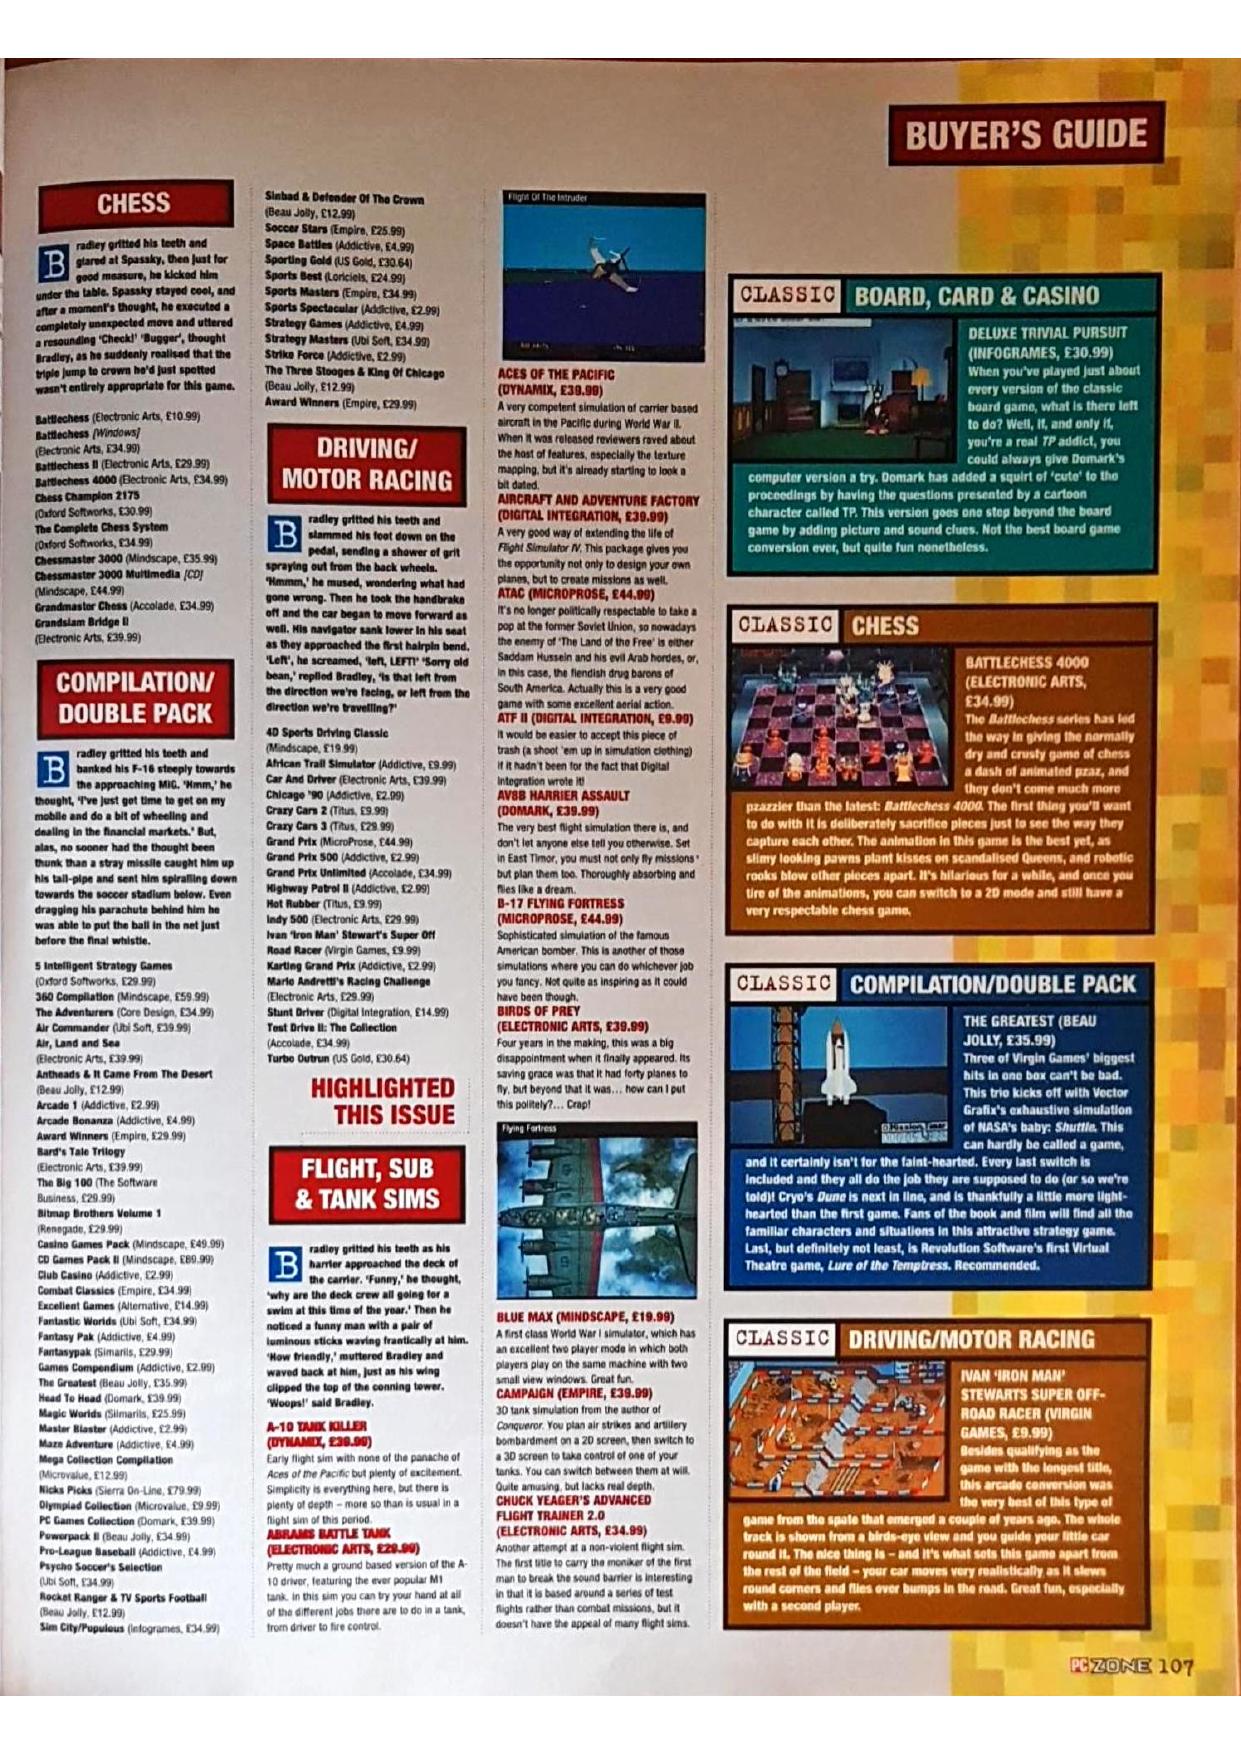 BUYER'S GUIDE
CHESS
Bradley gritted his teeth and
glared at Spassky, then just for
good measure, he kicked him
under the table. Spassky stayed cool, and
after a moment's thought, he executed a
completely unexpected move and uttered
a resounding 'Check!' 'Bugger', thought
Bradley, as he suddenly realised that the
triple jump to crown he'd just spotted
wasn't entirely appropriate for this game.
Battlechess (Electronic Arts, £10.99)
Battlechess [Windows]
(Electronic Arts, £34.99)
Battlechess II (Electronic Arts, £29.99)
Battlechess 4000 (Electronic Arts, £34.99)
Chess Champion 2175
(Oxford Softworks, £30.99)
The Complete Chess System
(Oxford Softworks, £34.99)
Chessmaster 3000 (Mindscape, £35.99)
Chessmaster 3000 Multimedia [CD]
(Mindscape, £44.99)
Grandmaster Chess (Accolade, £34.99)
Grandslam Bridge II
(Electronic Arts, £39.99)
COMPILATION/
DOUBLE PACK
Bradley gritted his teeth and
banked his F-16 steeply towards
the approaching MiG. 'Hmm,' he
thought, 'I've just got time to get on my
mobile and do a bit of wheeling and
dealing in the financial markets.' But,
alas, no sooner had the thought been
thunk than a stray missile caught him up
his tail-pipe and sent him spiralling down
towards the soccer stadium below. Even
dragging his parachute behind him he
was able to put the ball in the net just
before the final whistle.
5 Intelligent Strategy Games
(Oxford Softworks, £29.99)
360 Compilation (Mindscape, £59.99)
The Adventurers (Core Design, £34.99)
Air Commander (Ubi Soft, £39.99)
Air, Land and Sea
(Electronic Arts, £39.99)
Antheads & It Came From The Desert
(Beau Jolly, £12.99)
Arcade 1 (Addictive, £2.99)
Arcade Bonanza (Addictive, £4.99)
Award Winners (Empire, £29.99)
Bard's Tale Trilogy
(Electronic Arts, £39.99)
The Big 100 (The Software
Business, £29.99)
Bitmap Brothers Volume 1
(Renegade, £29.99)
Casino Games Pack (Mindscape, £49.99)
CD Games Pack II (Mindscape, £69.99)
Club Casino (Addictive, £2.99)
Combat Classics (Empire, £34.99)
Excellent Games (Alternative, £14.99)
Fantastic Worlds (Ubi Soft, £34.99)
Fantasy Pak (Addictive, £4.99)
Fantasypak (Simarils, £29.99)
Games Compendium (Addictive, £2.99)
The Greatest (Beau Jolly, £35.99)
Head To Head (Domark, £39.99)
Magic Worlds (Silmarils, £25.99)
Master Blaster (Addictive, £2.99)
Maze Adventure (Addictive, £4.99)
Mega Collection Compilation
(Microvalue, £12.99)
Nicks Picks (Sierra On-Line, £79.99)
Olympiad Collection (Microvalue, £9.99)
PC Games Collection (Domark, £39.99)
Powerpack II (Beau Jolly, £34.99)
Pro-League Baseball (Addictive, £4.99)
Psycho Soccer's Selection
(Ubi Soft, £34.99)
Rocket Ranger & TV Sports Football
(Beau Jolly, £12.99)
Sim City/Populous (Infogrames, £34.99)
Sinbad & Defender Of The Crown
(Beau Jolly, £12.99)
Soccer Stars (Empire, £25.99)
Space Battles (Addictive, £4.99)
Sporting Gold (US Gold, £30.64)
Sports Best (Loriciels, £24.99)
Sports Masters (Empire, £34.99)
Sports Spectacular (Addictive, £2.99)
Strategy Games (Addictive, £4.99)
Strategy Masters (Ubi Soft, £34.99)
Strike Force (Addictive, £2.99)
The Three Stooges & King Of Chicago
(Beau Jolly, £12.99)
Award Winners (Empire, £29.99)
DRIVING/
MOTOR RACING
Bradley gritted his teeth and
slammed his foot down on the
pedal, sending a shower of grit
spraying out from the back wheels.
'Hmmm,' he mused, wondering what had
gone wrong. Then he took the handbrake
off and the car began to move forward as
well. His navigator sank lower in his seat
as they approached the first hairpin bend.
'Left', he screamed, 'left, LEFT!' 'Sorry old
bean,' replied Bradley, 'is that left from
the direction we're facing, or left from the
direction we're travelling?'
4D Sports Driving Classic
(Mindscape, £19.99)
African Trail Simulator (Addictive, £9.99)
Car And Driver (Electronic Arts, £39.99)
Chicago '90 (Addictive, £2.99)
Crazy Cars 2 (Titus, £9.99)
Crazy Cars 3 (Titus, £29.99)
Grand Prix (MicroProse, £44.99)
Grand Prix 500 (Addictive, £2.99)
Grand Prix Unlimited (Accolade, £34.99)
Highway Patrol II (Addictive, £2.99)
Hot Rubber (Titus, £9.99)
Indy 500 (Electronic Arts, £29.99)
Ivan 'Iron Man' Stewart's Super Off
Road Racer (Virgin Games, £9.99)
Karting Grand Prix (Addictive, £2.99)
Mario Andretti's Racing Challenge
(Electronic Arts, £29.99)
Stunt Driver (Digital Integration, £14.99)
Test Drive II: The Collection
(Accolade, £34.99)
Turbo Outrun (US Gold, £30.64)
HIGHLIGHTED
THIS ISSUE
FLIGHT, SUB
& TANK SIMS
Bradley gritted his teeth as his
harrier approached the deck of
the carrier. 'Funny,' he thought,
'why are the deck crew all going for a
swim at this time of the year.' Then he
noticed a funny man with a pair of
luminous sticks waving frantically at him.
'How friendly,' muttered Bradley and
waved back at him, just as his wing
clipped the top of the conning tower.
'Woops!' said Bradley.
A-10 TANK KILLER
(DYNAMIX, £39.99)
Early flight sim with none of the panache of
Aces of the Pacific but plenty of excitement.
Simplicity is everything here, but there is
plenty of depth – more so than is usual in a
flight sim of this period.
ABRAMS BATTLE TANK
(ELECTRONIC ARTS, £29.99)
Pretty much a ground based version of the A-
10 driver, featuring the ever popular M1
tank. In this sim you can try your hand at all
of the different jobs there are to do in a tank,
from driver to fire control.
Flight Of The Intruder
ACES OF THE PACIFIC
(DYNAMIX, £39.99)
A very competent simulation of carrier based
aircraft in the Pacific during World War II.
When it was released reviewers raved about
the host of features, especially the texture
mapping, but it's already starting to look a
bit dated.
AIRCRAFT AND ADVENTURE FACTORY
(DIGITAL INTEGRATION, £39.99)
A very good way of extending the life of
Flight Simulator IV. This package gives you
the opportunity not only to design your own
planes, but to create missions as well.
ATAC (MICROPROSE, £44.99)
It's no longer politically respectable to take a
pop at the former Soviet Union, so nowadays
the enemy of 'The Land of the Free' is either
Saddam Hussein and his evil Arab hordes, or,
in this case, the fiendish drug barons of
South America. Actually this is a very good
game with some excellent aerial action.
ATF II (DIGITAL INTEGRATION, £9.99)
It would be easier to accept this piece of
trash (a shoot 'em up in simulation clothing)
if it hadn't been for the fact that Digital
Integration wrote it!
AV8B HARRIER ASSAULT
(DOMARK, £39.99)
The very best flight simulation there is, and
don't let anyone else tell you otherwise. Set
in East Timor, you must not only fly missions
but plan them too. Thoroughly absorbing and
flies like a dream.
B-17 FLYING FORTRESS
(MICROPROSE, £44.99)
Sophisticated simulation of the famous
American bomber. This is another of those
simulations where you can do whichever job
you fancy. Not quite as inspiring as it could
have been though.
BIRDS OF PREY
(ELECTRONIC ARTS, £39.99)
Four years in the making, this was a big
disappointment when it finally appeared. Its
saving grace was that it had forty planes to
fly, but beyond that it was... how can I put
this politely?... Crap!
Flying Fortress
BLUE MAX (MINDSCAPE, £19.99)
A first class World War I simulator, which has
an excellent two player mode in which both
players play on the same machine with two
small view windows. Great fun.
CAMPAIGN (EMPIRE, £39.99)
3D tank simulation from the author of
Conqueror. You plan air strikes and artillery
bombardment on a 2D screen, then switch to
a 3D screen to take control of one of your
tanks. You can switch between them at will.
Quite amusing, but lacks real depth.
CHUCK YEAGER'S ADVANCED
FLIGHT TRAINER 2.0
(ELECTRONIC ARTS, £34.99)
Another attempt at a non-violent flight sim.
The first title to carry the moniker of the first
man to break the sound barrier is interesting
in that it is based around a series of test
flights rather than combat missions, but it
doesn't have the appeal of many flight sims.
CLASSIC BOARD, CARD & CASINO
DELUXE TRIVIAL PURSUIT
(INFOGRAMES, £30.99)
When you've played just about
every version of the classic
board game, what is there left
to do? Well, if, and only if,
you're a real TP addict, you
could always give Domark's
computer version a try. Domark has added a squirt of 'cute' to the
proceedings by having the questions presented by a cartoon
character called TP. This version goes one step beyond the board
game by adding picture and sound clues. Not the best board game
conversion ever, but quite fun nonetheless.
CLASSIC CHESS
BATTLECHESS 4000
(ELECTRONIC ARTS,
£34.99)
The Battlechess series has led
the way in giving the normally
dry and crusty game of chess
a dash of animated pzaz, and
they don't come much more
pzazzier than the latest: Battlechess 4000. The first thing you'll want
to do with it is deliberately sacrifice pieces just to see the way they
capture each other. The animation in this game is the best yet, as
slimy looking pawns plant kisses on scandalised Queens, and robotic
rooks blow other pieces apart. It's hilarious for a while, and once you
tire of the animations, you can switch to a 2D mode and still have a
very respectable chess game.
CLASSIC COMPILATION/DOUBLE PACK
THE GREATEST (BEAU
JOLLY, £35.99)
Three of Virgin Games' biggest
hits in one box can't be bad.
This trio kicks off with Vector
Grafix's exhaustive simulation
of NASA's baby: Shuttle. This
can hardly be called a game,
and it certainly isn't for the faint-hearted. Every last switch is
included and they all do the job they are supposed to do (or so we're
told)! Cryo's Dune is next in line, and is thankfully a little more light-
hearted than the first game. Fans of the book and film will find all the
familiar characters and situations in this attractive strategy game.
Last, but definitely not least, is Revolution Software's first Virtual
Theatre game, Lure of the Temptress. Recommended.
CLASSIC DRIVING/MOTOR RACING
IVAN 'IRON MAN'
STEWARTS SUPER OFF-
ROAD RACER (VIRGIN
GAMES, £9.99)
Besides qualifying as the
game with the longest title,
this arcade conversion was
the very best of this type of
game from the spate that emerged a couple of years ago. The whole
track is shown from a birds-eye view and you guide your little car
round it. The nice thing is – and it's what sets this game apart from
the rest of the field – your car moves very realistically as it slews
round corners and flies over bumps in the road. Great fun, especially
with a second player.
PC ZONE 107